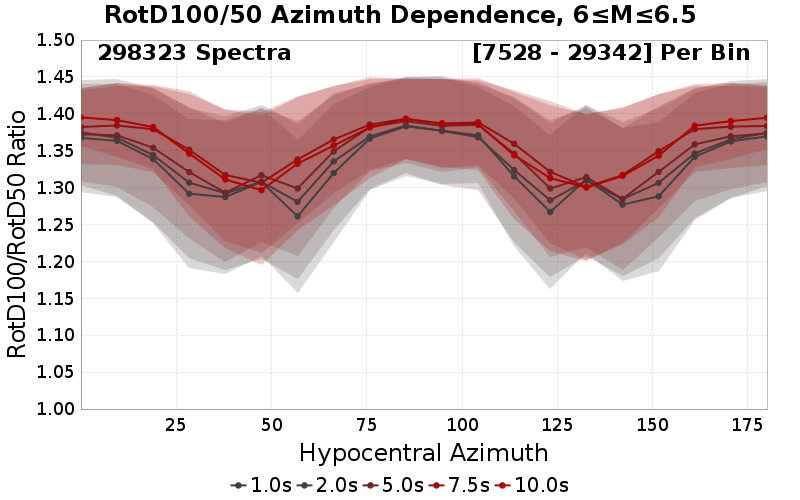 RotD100/50 Azimuth Dependence, 6≤M≤6.5
298323 Spectra
[7528 - 29342] Per Bin
RotD100/RotD50 Ratio
1.50
1.45
1.40
1.35
1.30
1.25
1.20
1.15
1.10
1.05
1.00
25 50 75 100 125 150 175
Hypocentral Azimuth
1.0s 2.0s 5.0s 7.5s 10.0s